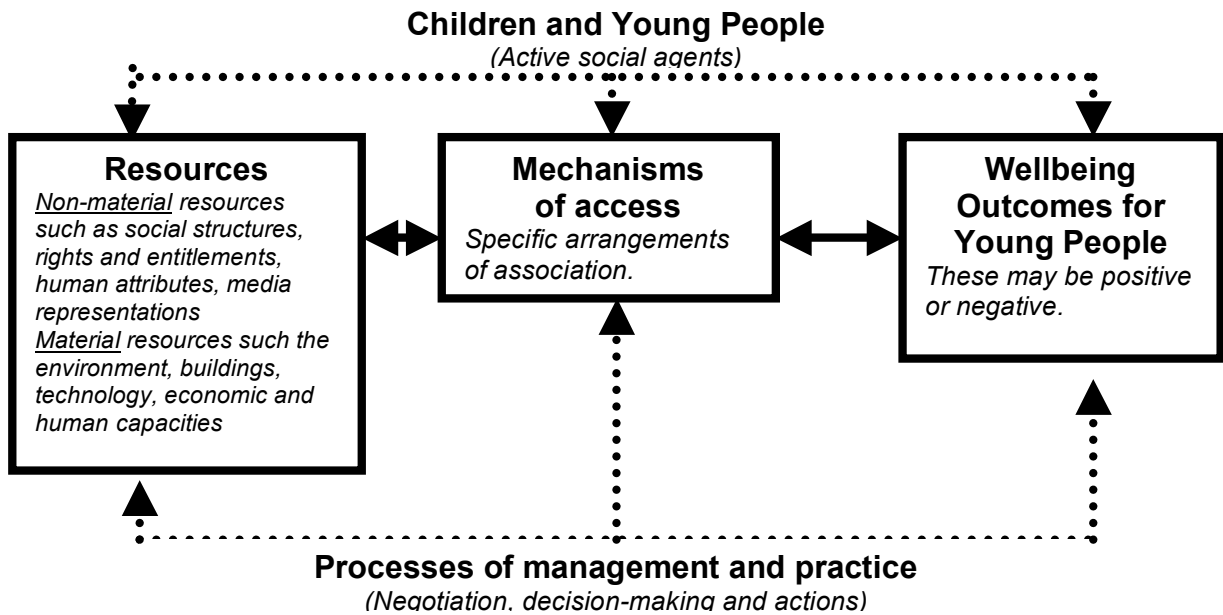 Children and Young People
(Active social agents)
Resources
Non-material resources
such as social structures,
rights and entitlements,
human attributes, media
representations
Material resources such the
environment, buildings,
technology, economic and
human capacities
Mechanisms
of access
Specific arrangements
of association.
Wellbeing
Outcomes for
Young People
These may be positive
or negative.
Processes of management and practice
(Negotiation, decision-making and actions)